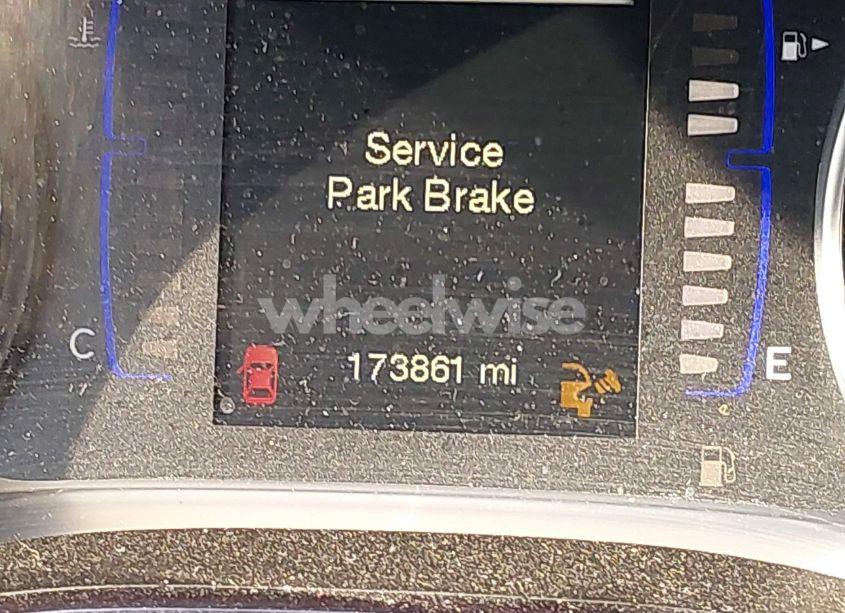 Service
Park Brake
wheelwise
C
173861 mi
E